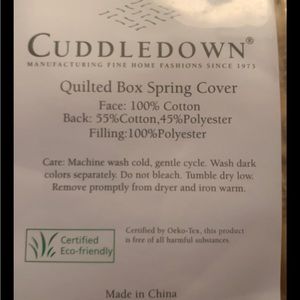 CUDDLEDOWN®
MANUFACTURING FINE HOME FASHIONS SINCE 1973
Quilted Box Spring Cover
Face: 100% Cotton
Back: 55%Cotton,45%Polyester
Filling:100%Polyester
Care: Machine wash cold, gentle cycle. Wash dark
colors separately. Do not bleach. Tumble dry low.
Remove promptly from dryer and iron warm.
Certified
Eco-friendly
Certified by Oeko-Tex, this product
is free of all harmful substances.
Made in China